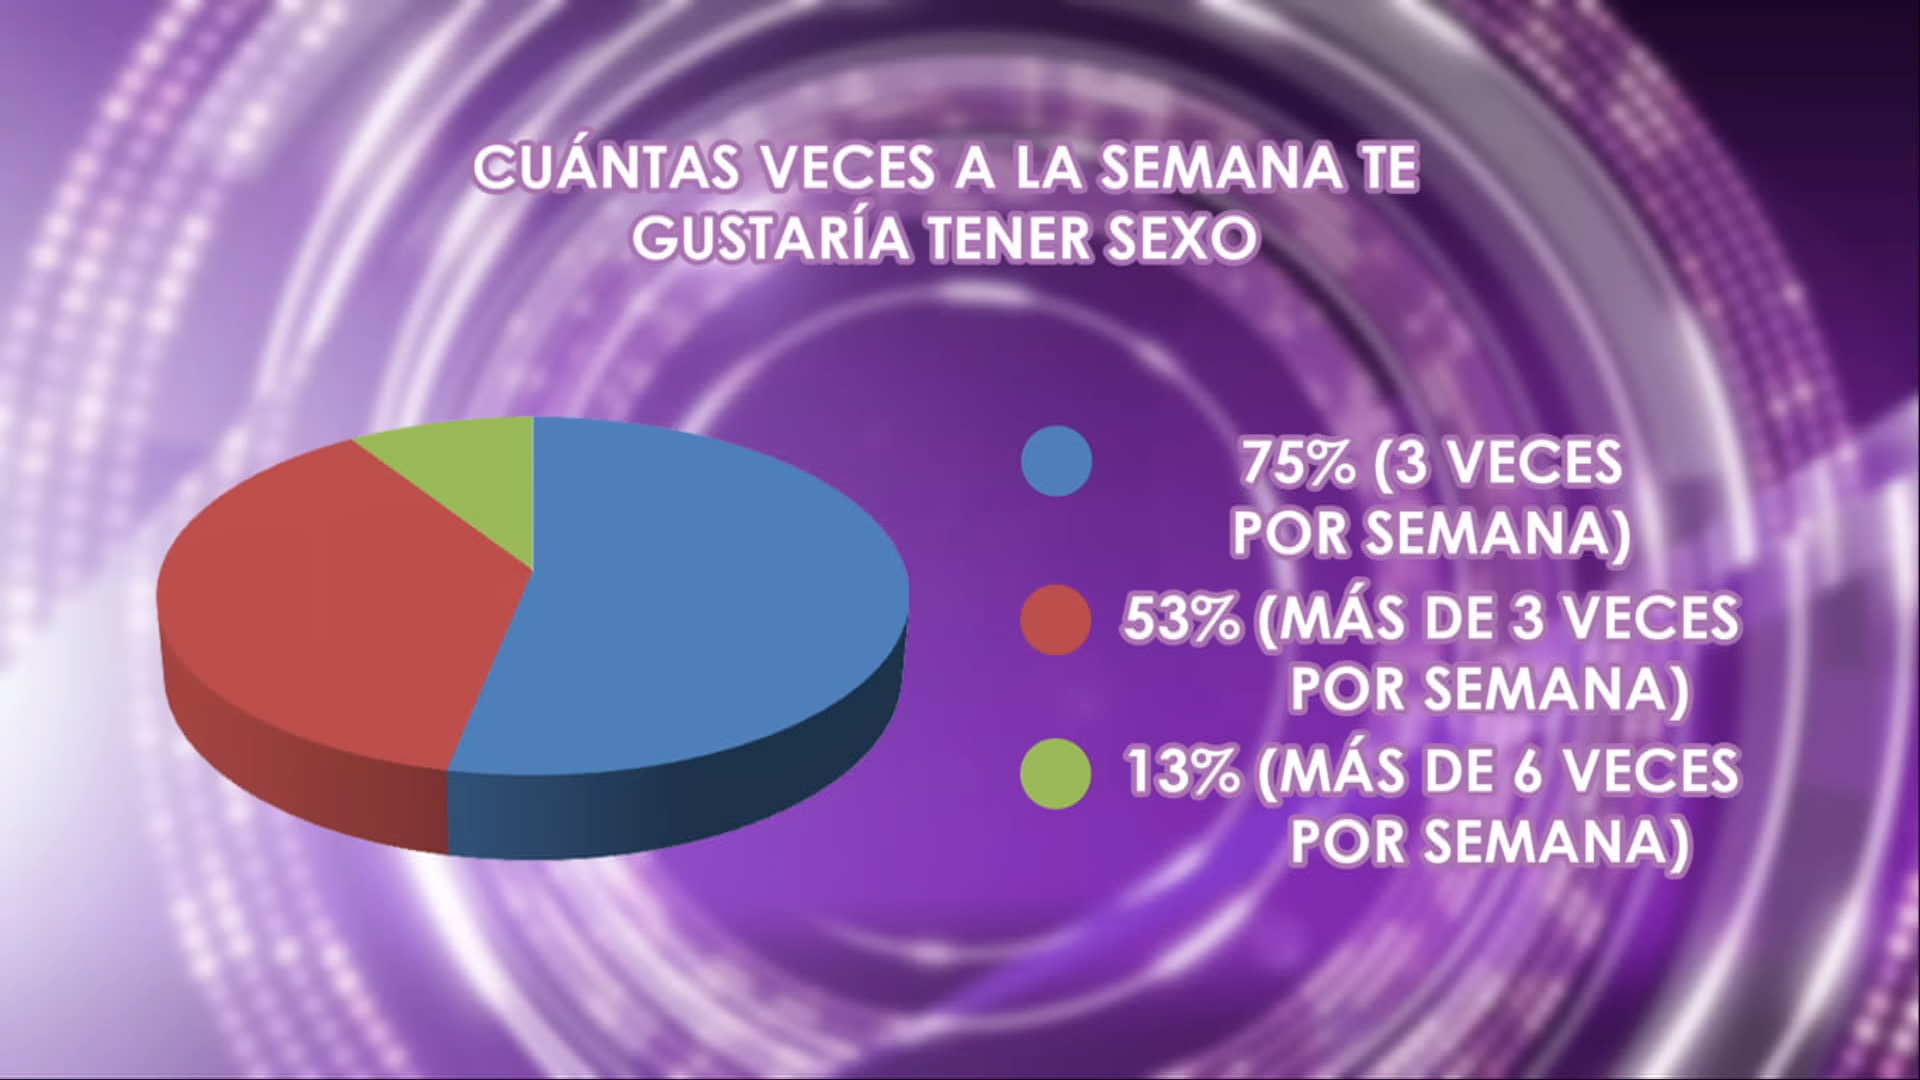 CUÁNTAS VECES A LA SEMANA TE
GUSTARÍA TENER SEXO
75% (3 VECES
POR SEMANA)
53% (MÁS DE 3 VECES
POR SEMANA)
13% (MÁS DE 6 VECES
POR SEMANA)